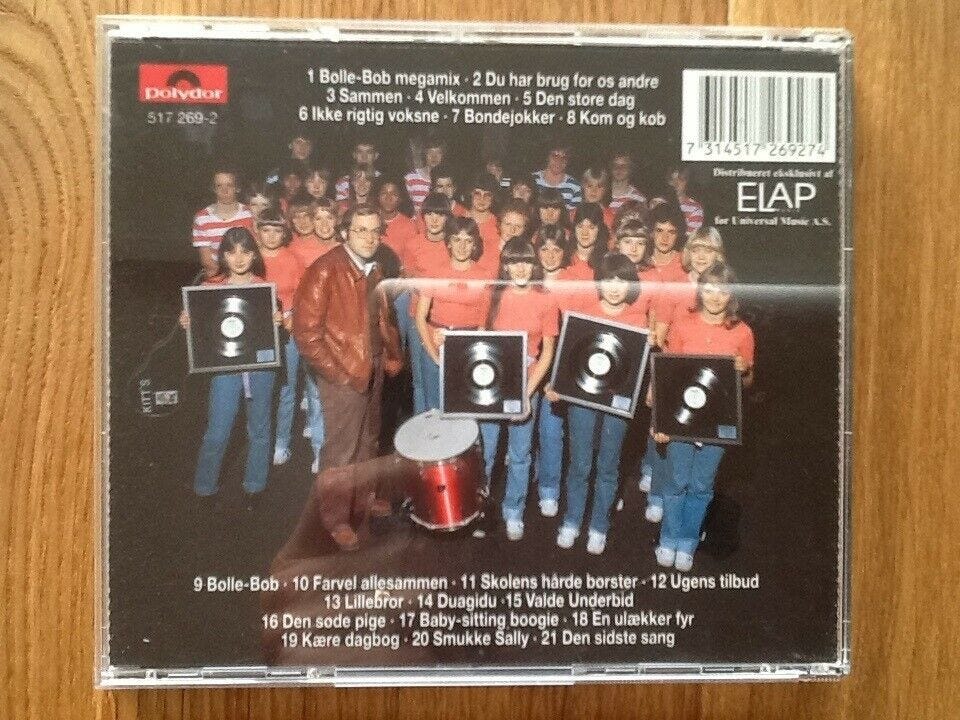 polydor
517 269-2
1 Bølle-Bob megamix · 2 Du har brug for os andre
3 Sammen · 4 Velkommen · 5 Den store dag
6 Ikke rigtig voksne · 7 Bondejokker · 8 Kom og køb
7 314517 269274
Distribueret eksklusivt af
ELAP
for Universal Music A.S.
KITT'S
9 Bølle-Bob · 10 Farvel allesammen · 11 Skolens hårde børster · 12 Ugens tilbud
13 Lillebror · 14 Duagidu · 15 Valde Underbid
16 Den søde pige · 17 Baby-sitting boogie · 18 En ulækker fyr
19 Kære dagbog · 20 Smukke Sally · 21 Den sidste sang